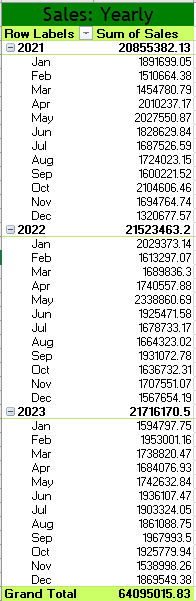 Sales: Yearly
Row Labels Sum of Sales
2021 20855382.13
Jan 1891699.05
Feb 1510664.38
Mar 1454780.79
Apr 2010237.17
May 2027550.87
Jun 1828629.84
Jul 1687526.59
Aug 1724023.15
Sep 1600221.52
Oct 2104606.46
Nov 1694764.74
Dec 1320677.57
2022 21523463.2
Jan 2029373.14
Feb 1613297.07
Mar 1689836.3
Apr 1740557.88
May 2338860.69
Jun 1925471.58
Jul 1678733.17
Aug 1664323.02
Sep 1931072.78
Oct 1636732.31
Nov 1707551.07
Dec 1567654.19
2023 21716170.5
Jan 1594797.75
Feb 1953001.16
Mar 1738820.47
Apr 1684076.93
May 1742632.84
Jun 1936107.47
Jul 1903324.05
Aug 1861088.75
Sep 1967993.5
Oct 1925779.94
Nov 1538998.26
Dec 1869549.38
Grand Total 64095015.83